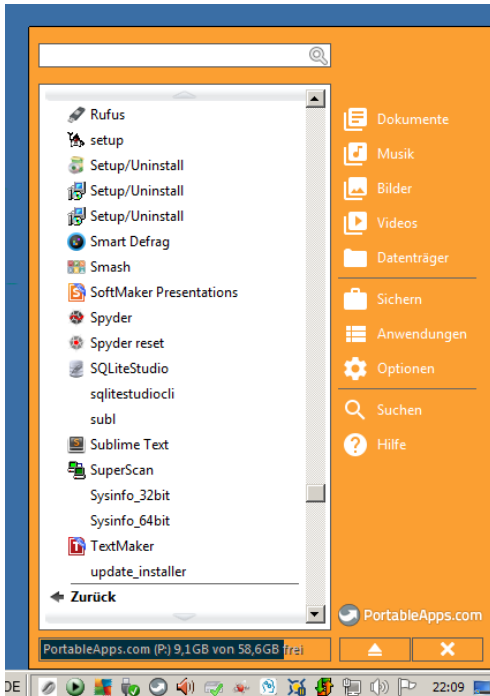 Rufus
setup
Setup/Uninstall
Setup/Uninstall
Setup/Uninstall
Smart Defrag
Smash
SoftMaker Presentations
Spyder
Spyder reset
SQLiteStudio
sqlitestudiocli
subl
Sublime Text
SuperScan
Sysinfo_32bit
Sysinfo_64bit
TextMaker
update_installer
Zurück
PortableApps.com (P:) 9,1GB von 58,6GB frei
Dokumente
Musik
Bilder
Videos
Datenträger
Sichern
Anwendungen
Optionen
Suchen
Hilfe
PortableApps.com
DE
22:09